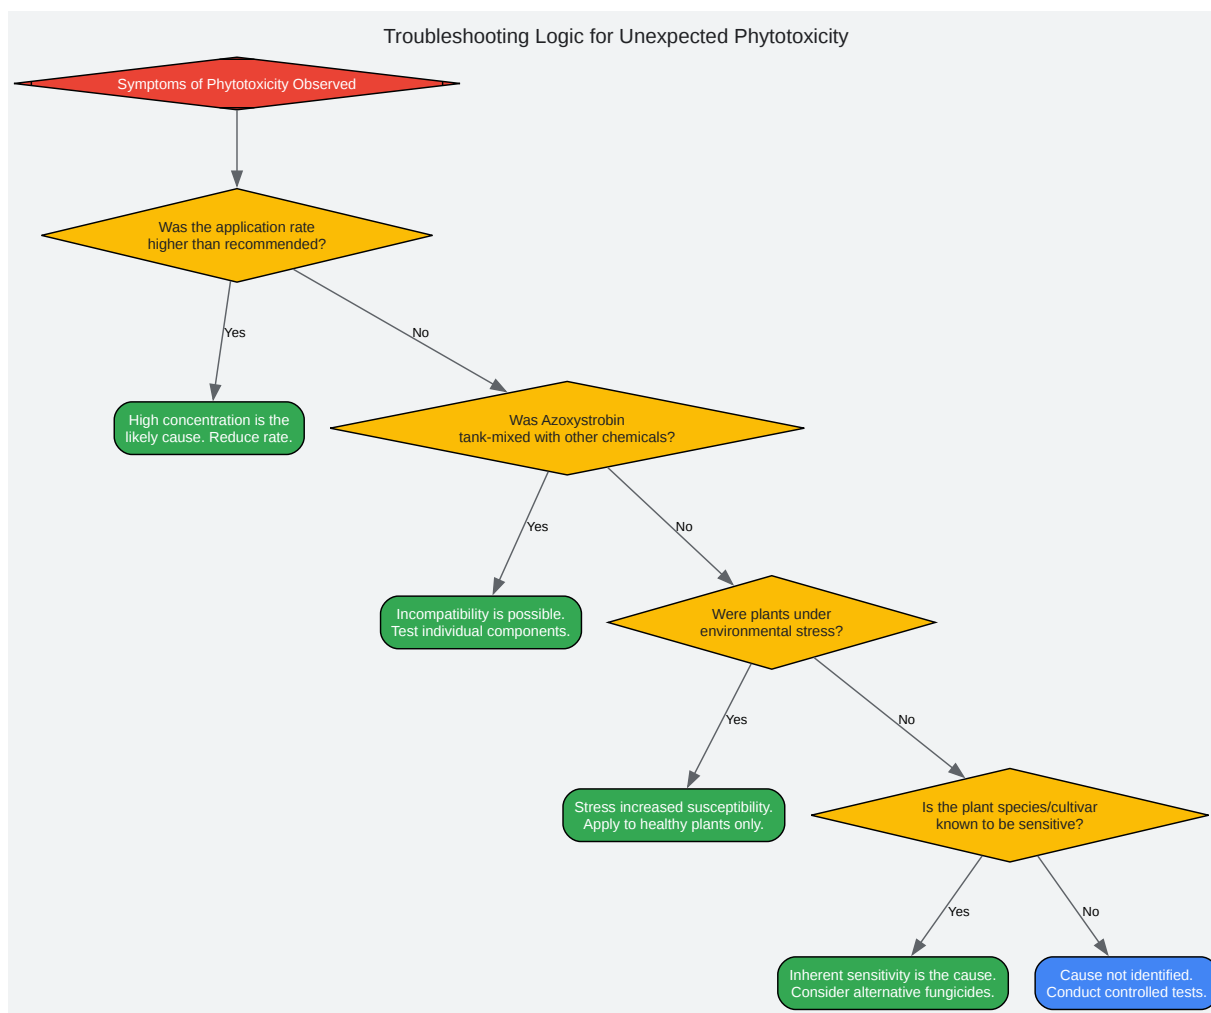 Troubleshooting Logic for Unexpected Phytotoxicity
Symptoms of Phytotoxicity Observed
Was the application rate
higher than recommended?
Yes
No
High concentration is the
likely cause. Reduce rate.
Was Azoxystrobin
tank-mixed with other chemicals?
Yes
No
Incompatibility is possible.
Test individual components.
Were plants under
environmental stress?
Yes
No
Stress increased susceptibility.
Apply to healthy plants only.
Is the plant species/cultivar
known to be sensitive?
Yes
No
Inherent sensitivity is the cause.
Consider alternative fungicides.
Cause not identified.
Conduct controlled tests.